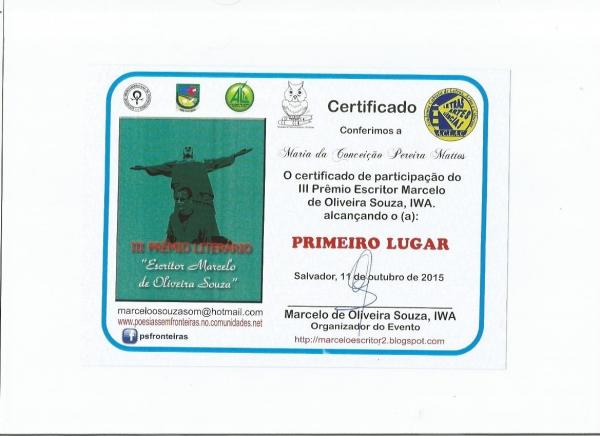 Certificado
Conferimos a
Maria da Conceição Pereira Mattos
O certificado de participação do
III Prêmio Escritor Marcelo
de Oliveira Souza, IWA.
alcançando o (a):
PRIMEIRO LUGAR
Salvador, 11 de outubro de 2015
Marcelo de Oliveira Souza, IWA
Organizador do Evento
http://marceloescritor2.blogspot.com
LETRAS
ARTES
A.C.L.A.C.
III PRÊMIO LITERÁRIO
"Escritor Marcelo
de Oliveira Souza"
marceloosouzasom@hotmail.com
www.poesiassemfronteiras.no.comunidades.net
f psfronteiras